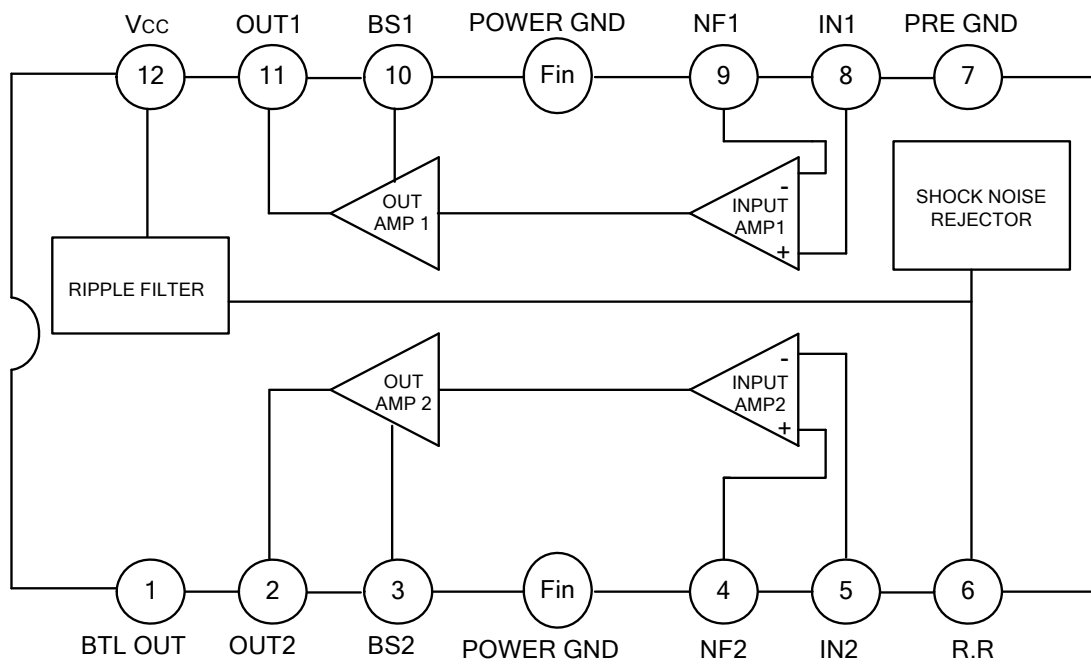 VCC OUT1 BS1 POWER GND NF1 IN1 PRE GND
12 11 10 Fin 9 8 7
OUT
AMP 1
-
INPUT
AMP1
+
SHOCK NOISE
REJECTOR
RIPPLE FILTER
OUT
AMP 2
-
INPUT
AMP2
+
1 2 3 Fin 4 5 6
BTL OUT OUT2 BS2 POWER GND NF2 IN2 R.R